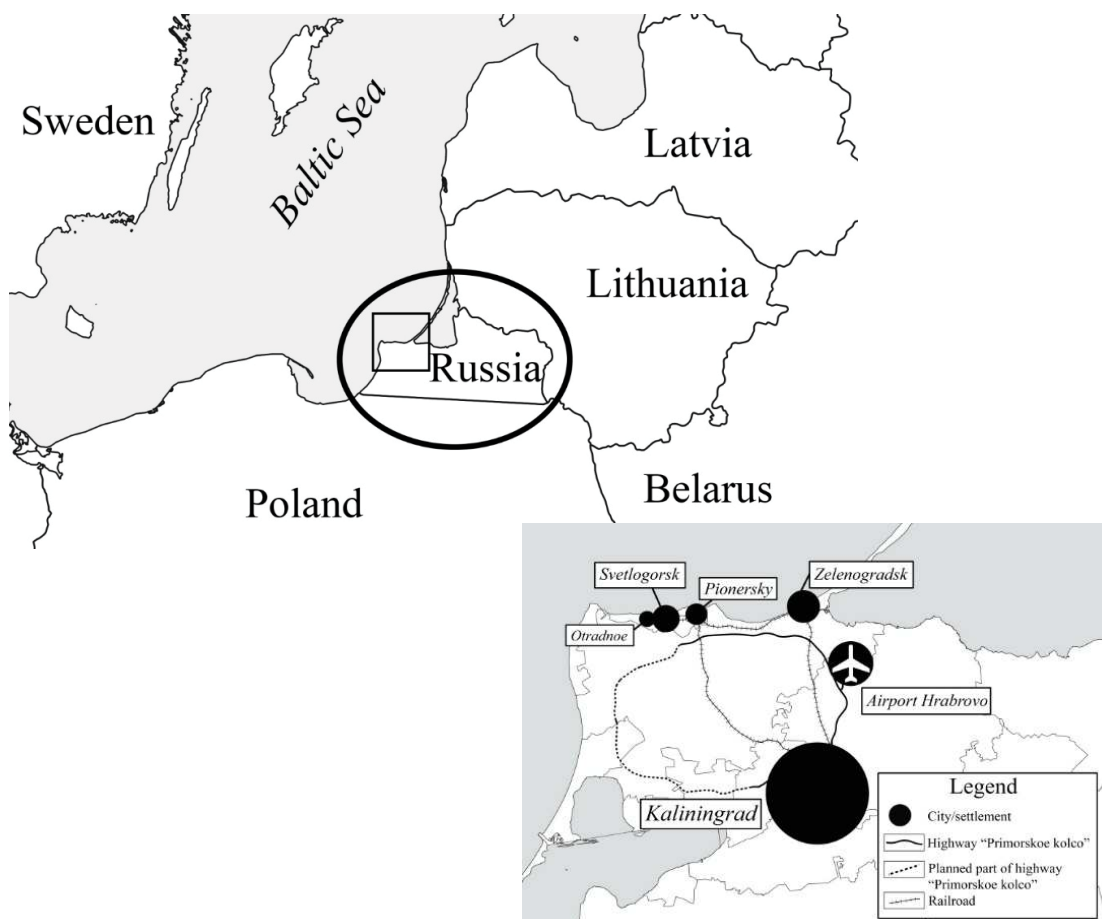 Sweden
Baltic Sea
Latvia
Lithuania
Russia
Poland
Belarus
Svetlogorsk
Pionersky
Zelenogradsk
Otradnoe
Airport Hrabrovo
Kaliningrad
Legend
City/settlement
Highway “Primorskoe kolco”
Planned part of highway
“Primorskoe kolco”
Railroad